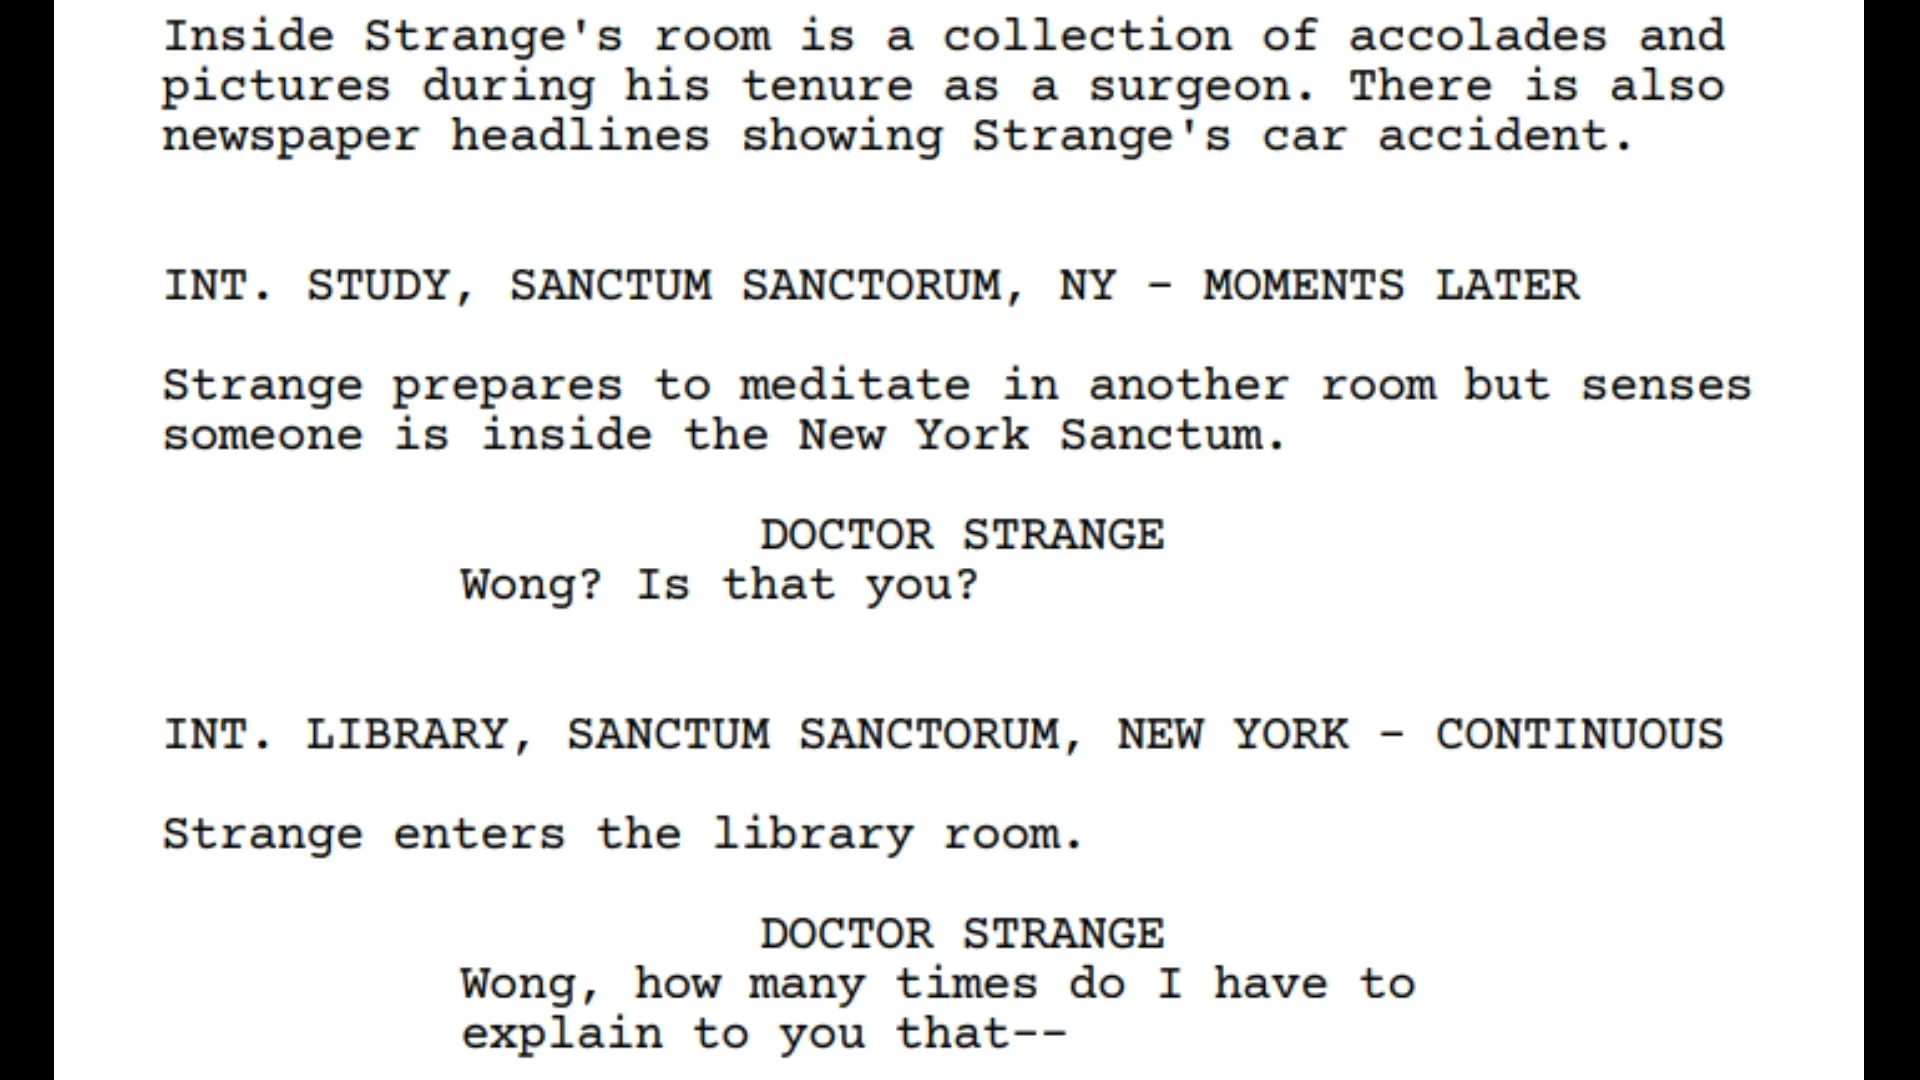 Inside Strange's room is a collection of accolades and
pictures during his tenure as a surgeon. There is also
newspaper headlines showing Strange's car accident.
INT. STUDY, SANCTUM SANCTORUM, NY - MOMENTS LATER
Strange prepares to meditate in another room but senses
someone is inside the New York Sanctum.
DOCTOR STRANGE
Wong? Is that you?
INT. LIBRARY, SANCTUM SANCTORUM, NEW YORK - CONTINUOUS
Strange enters the library room.
DOCTOR STRANGE
Wong, how many times do I have to
explain to you that--